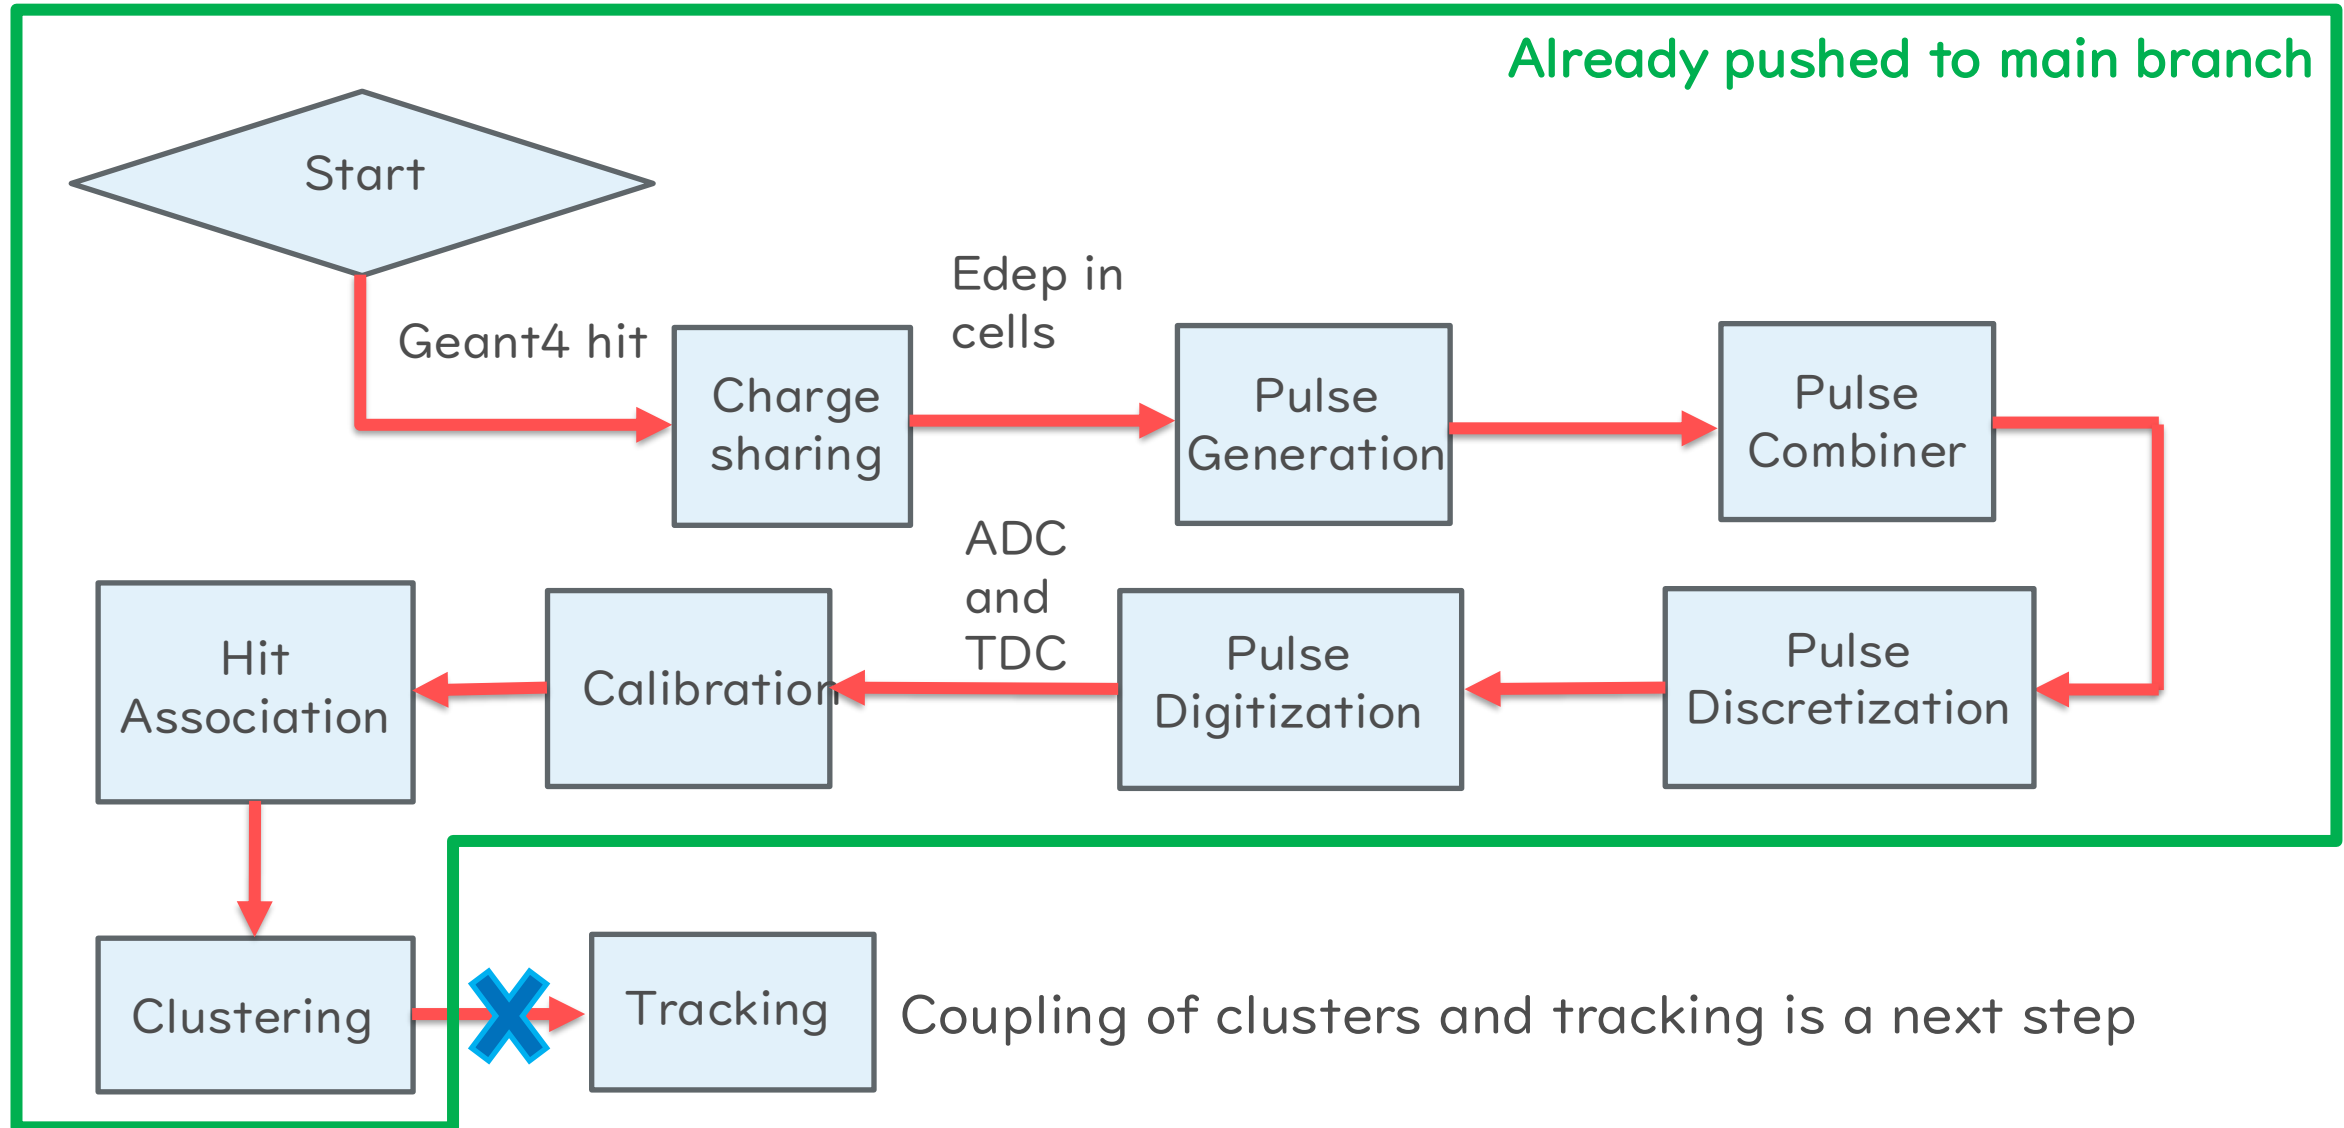 Already pushed to main branch
Start
Geant4 hit
Charge
sharing
Edep in
cells
Pulse
Generation
Pulse
Combiner
Pulse
Discretization
Pulse
Digitization
ADC
and
TDC
Calibration
Hit
Association
Clustering
Tracking
Coupling of clusters and tracking is a next step